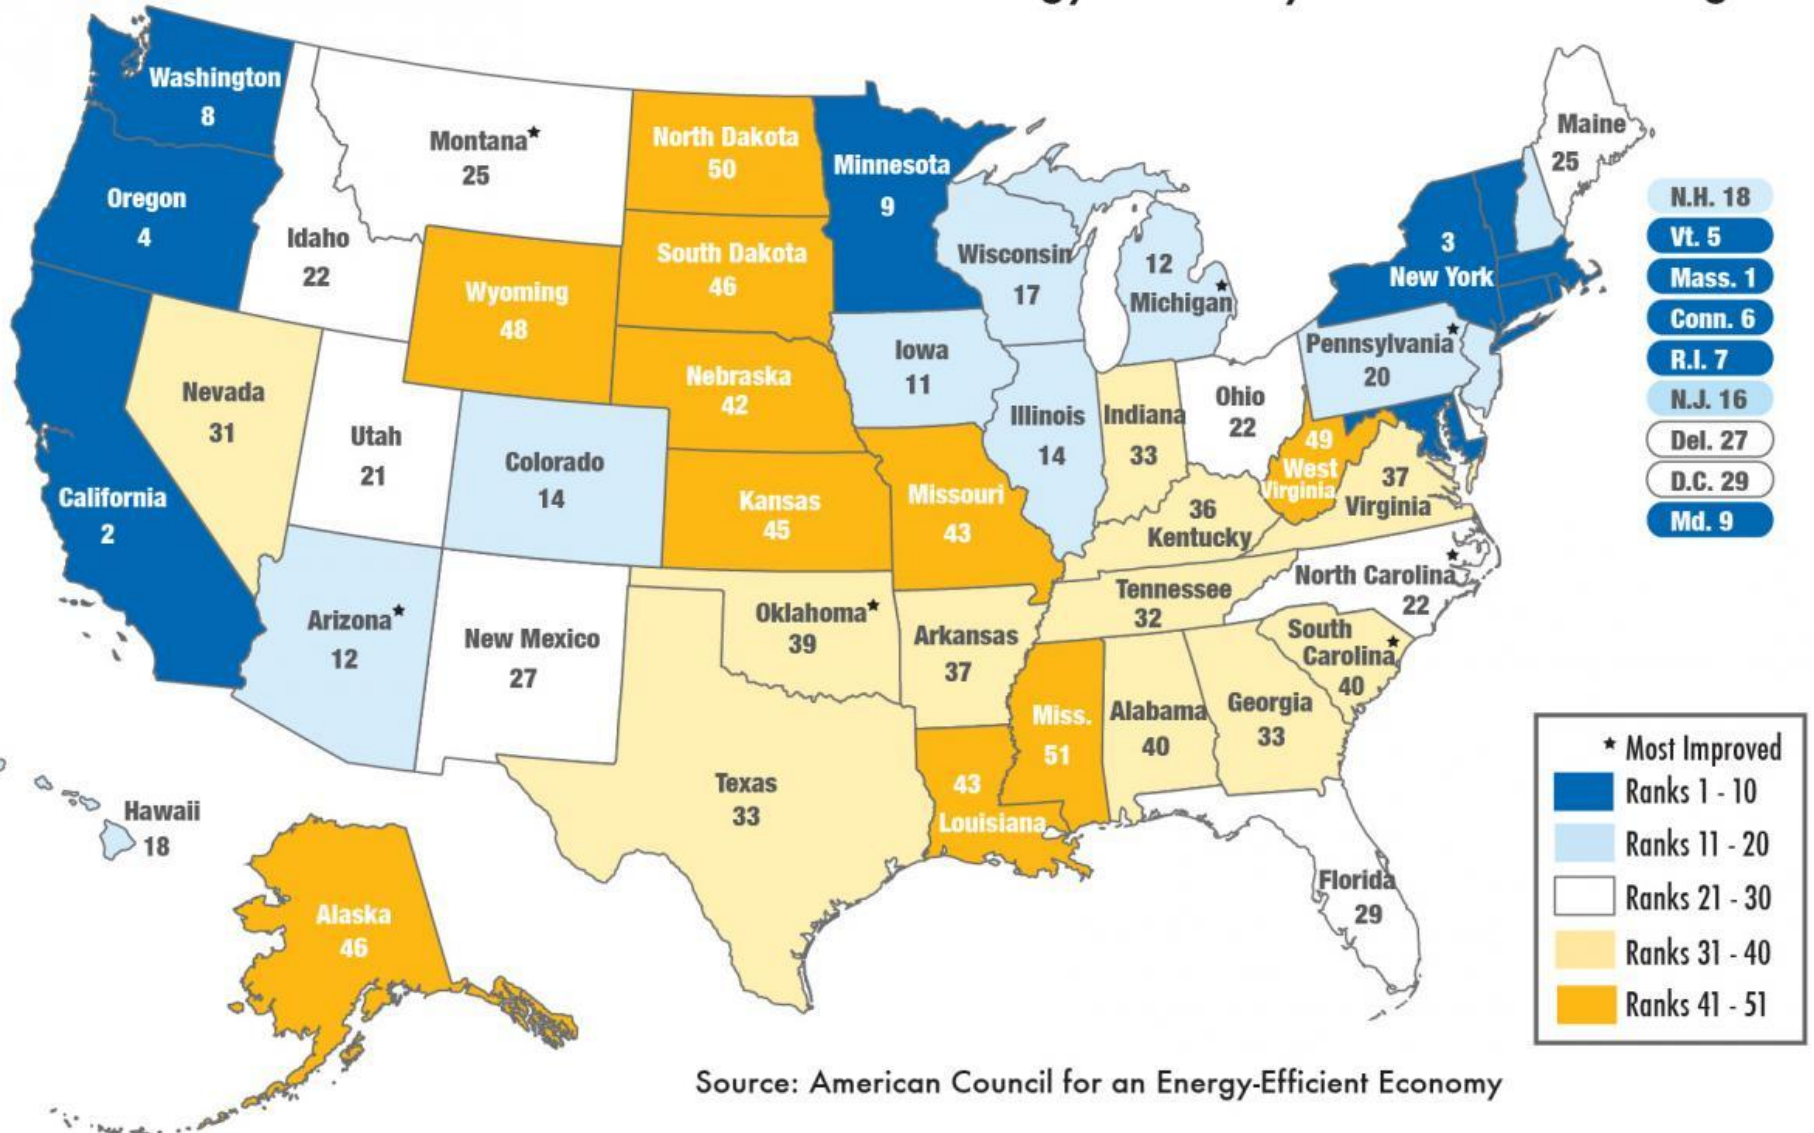 Washington
8
Montana★
25
North Dakota
50
Minnesota
9
Maine
25
Oregon
4
Idaho
22
Wyoming
48
South Dakota
46
Wisconsin
17
12
Michigan★
3
New York
N.H. 18
Vt. 5
Mass. 1
Conn. 6
R.I. 7
N.J. 16
Del. 27
D.C. 29
Md. 9
Nevada
31
Utah
21
Colorado
14
Nebraska
42
Iowa
11
Illinois
14
Indiana
33
Ohio
22
Pennsylvania★
20
California
2
Kansas
45
Missouri
43
36
Kentucky
49
West
Virginia
37
Virginia
Arizona★
12
New Mexico
27
Oklahoma★
39
Arkansas
37
Tennessee
32
North Carolina★
22
South
Carolina★
40
Texas
33
43
Louisiana
Miss.
51
Alabama
40
Georgia
33
Florida
29
Hawaii
18
Alaska
46
★ Most Improved
Ranks 1 - 10
Ranks 11 - 20
Ranks 21 - 30
Ranks 31 - 40
Ranks 41 - 51
Source: American Council for an Energy-Efficient Economy